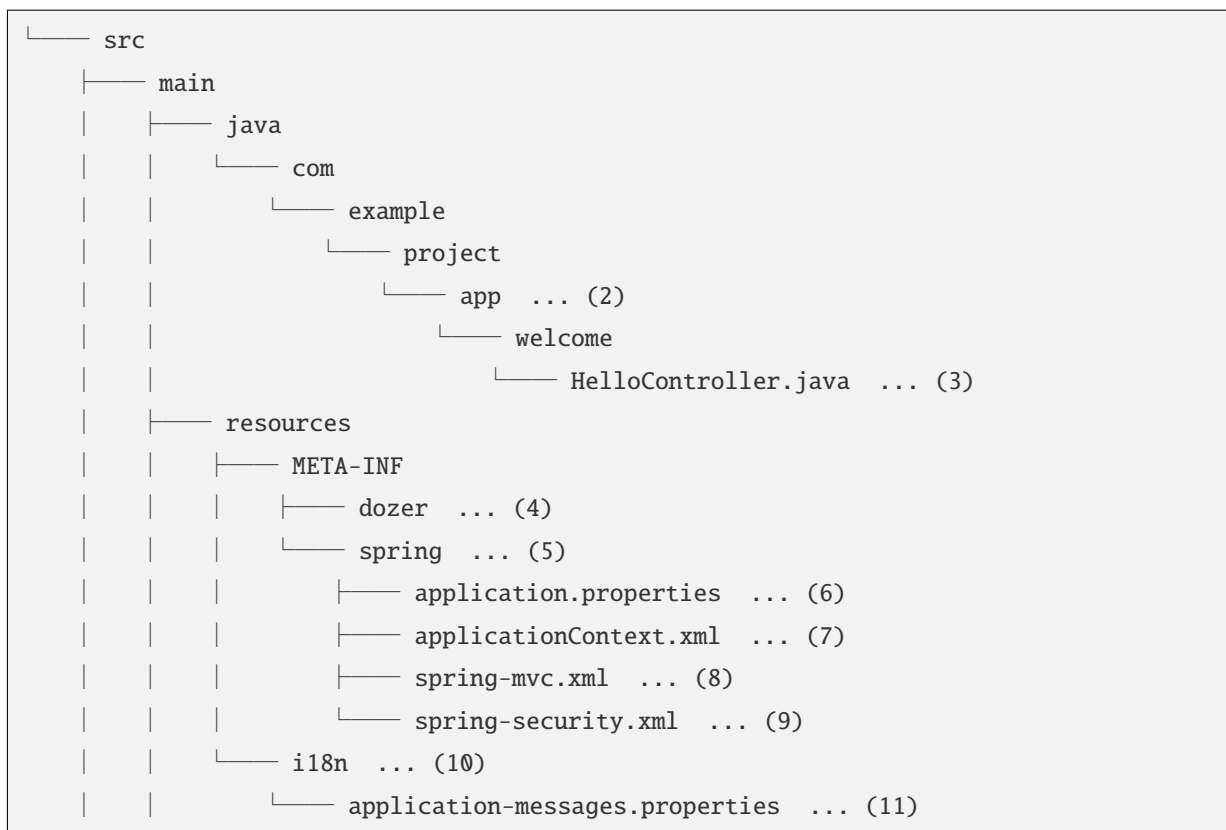 └── src
    ├── main
    │   ├── java
    │   │   └── com
    │   │       └── example
    │   │           └── project
    │   │               └── app  ... (2)
    │   │                   └── welcome
    │   │                       └── HelloController.java  ... (3)
    │   ├── resources
    │   │   ├── META-INF
    │   │   │   ├── dozer  ... (4)
    │   │   │   └── spring  ... (5)
    │   │   │       ├── application.properties  ... (6)
    │   │   │       ├── applicationContext.xml  ... (7)
    │   │   │       ├── spring-mvc.xml  ... (8)
    │   │   │       └── spring-security.xml  ... (9)
    │   │   └── i18n  ... (10)
    │   │       └── application-messages.properties  ... (11)